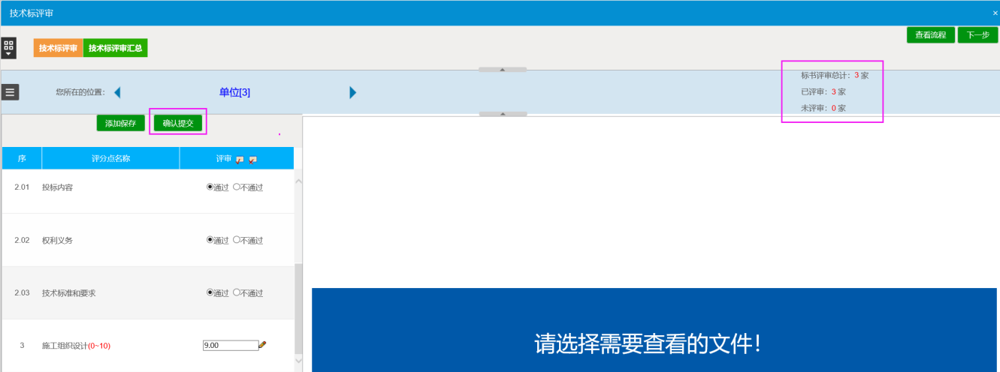 技术标评审
×
查看流程 下一步
技术标评审 技术标评审汇总
标书评审总计：3 家
您所在的位置： 单位[3]
已评审：3 家
未评审：0 家
添加保存 确认提交
序 评分点名称 评审
2.01 投标内容 通过 不通过
2.02 权利义务 通过 不通过
2.03 技术标准和要求 通过 不通过
3 施工组织设计(0~10) 9.00
请选择需要查看的文件!